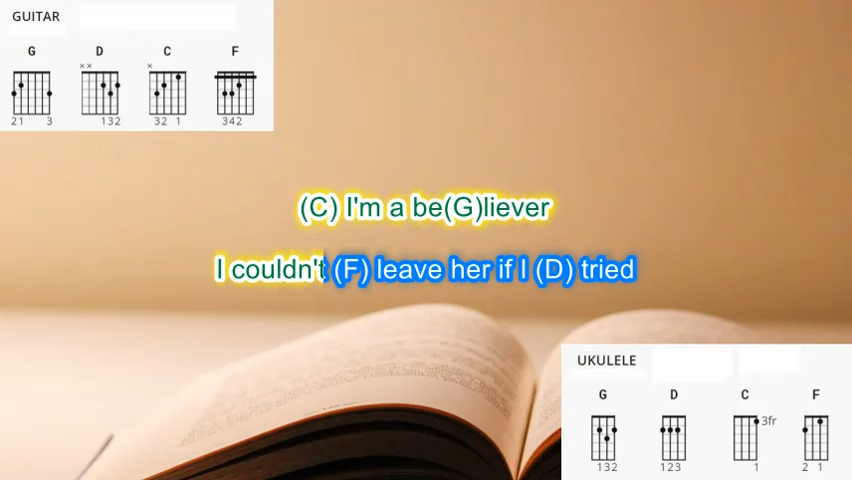 GUITAR
G D C F
×× ×
21 3 132 32 1 342
(C) I'm a be(G)liever
I couldn't (F) leave her if I (D) tried
UKULELE
G D C F
3fr
132 123 1 2 1